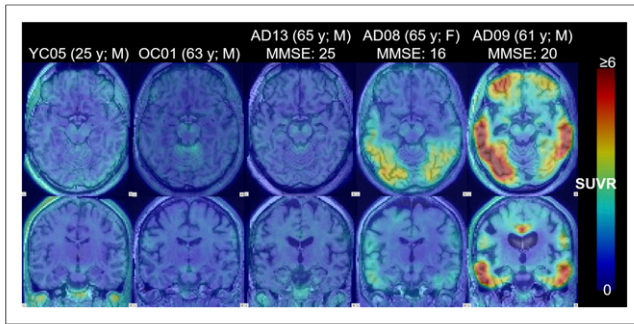 AD13 (65 y; M) AD08 (65 y; F) AD09 (61 y; M)
YC05 (25 y; M) OC01 (63 y; M) MMSE: 25 MMSE: 16 MMSE: 20
≥6
SUVR
0